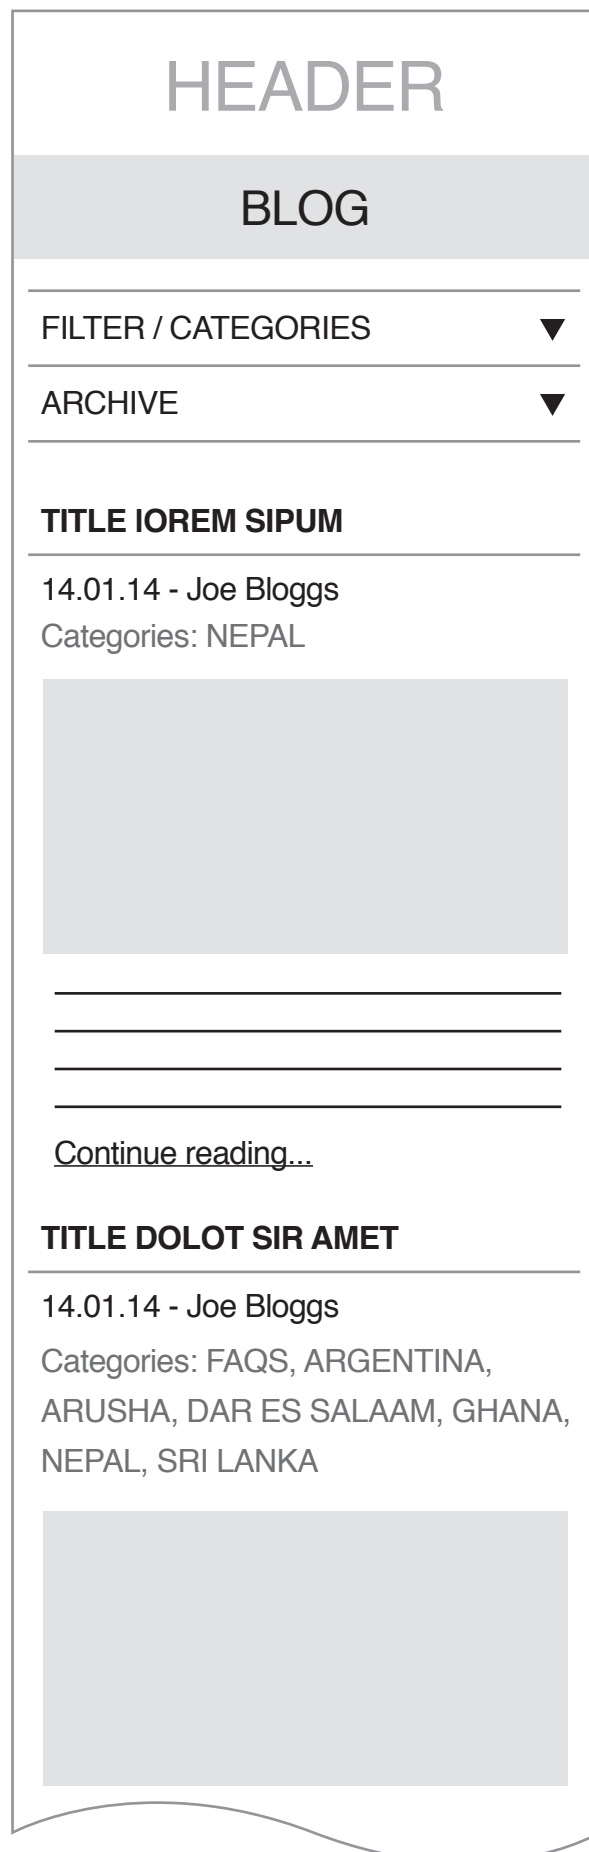 HEADER
BLOG
FILTER / CATEGORIES
ARCHIVE
TITLE IOREM SIPUM
14.01.14 - Joe Bloggs
Categories: NEPAL
Continue reading...
TITLE DOLOT SIR AMET
14.01.14 - Joe Bloggs
Categories: FAQS, ARGENTINA,
ARUSHA, DAR ES SALAAM, GHANA,
NEPAL, SRI LANKA